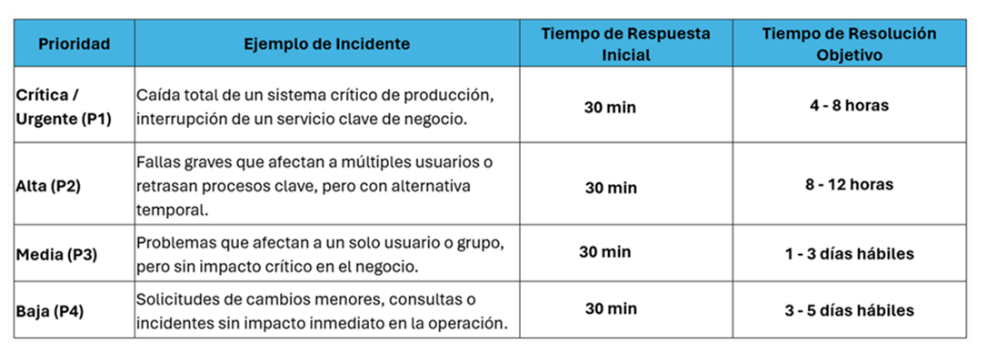 Prioridad
Ejemplo de Incidente
Tiempo de Respuesta
Inicial
Tiempo de Resolución
Objetivo
Crítica /
Urgente (P1)
Caída total de un sistema crítico de producción,
interrupción de un servicio clave de negocio.
30 min
4 - 8 horas
Alta (P2)
Fallas graves que afectan a múltiples usuarios o
retrasan procesos clave, pero con alternativa
temporal.
30 min
8 - 12 horas
Media (P3)
Problemas que afectan a un solo usuario o grupo,
pero sin impacto crítico en el negocio.
30 min
1 - 3 días hábiles
Baja (P4)
Solicitudes de cambios menores, consultas o
incidentes sin impacto inmediato en la operación.
30 min
3 - 5 días hábiles